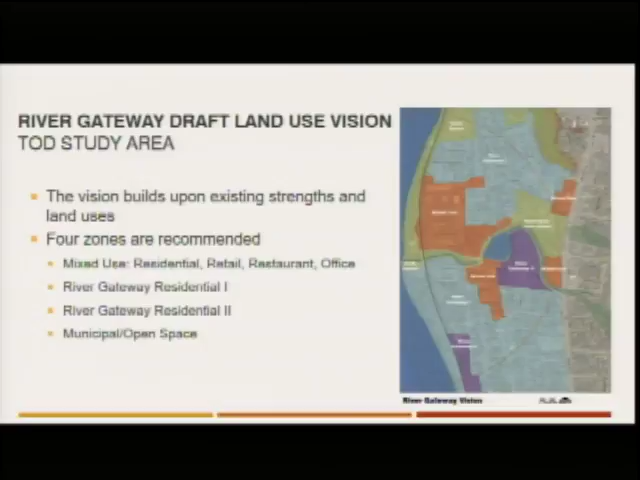 RIVER GATEWAY DRAFT LAND USE VISION
TOD STUDY AREA
The vision builds upon existing strengths and
land uses
Four zones are recommended
Mixed Use: Residential, Retail, Restaurant, Office
River Gateway Residential I
River Gateway Residential II
Municipal/Open Space
River Gateway Vision